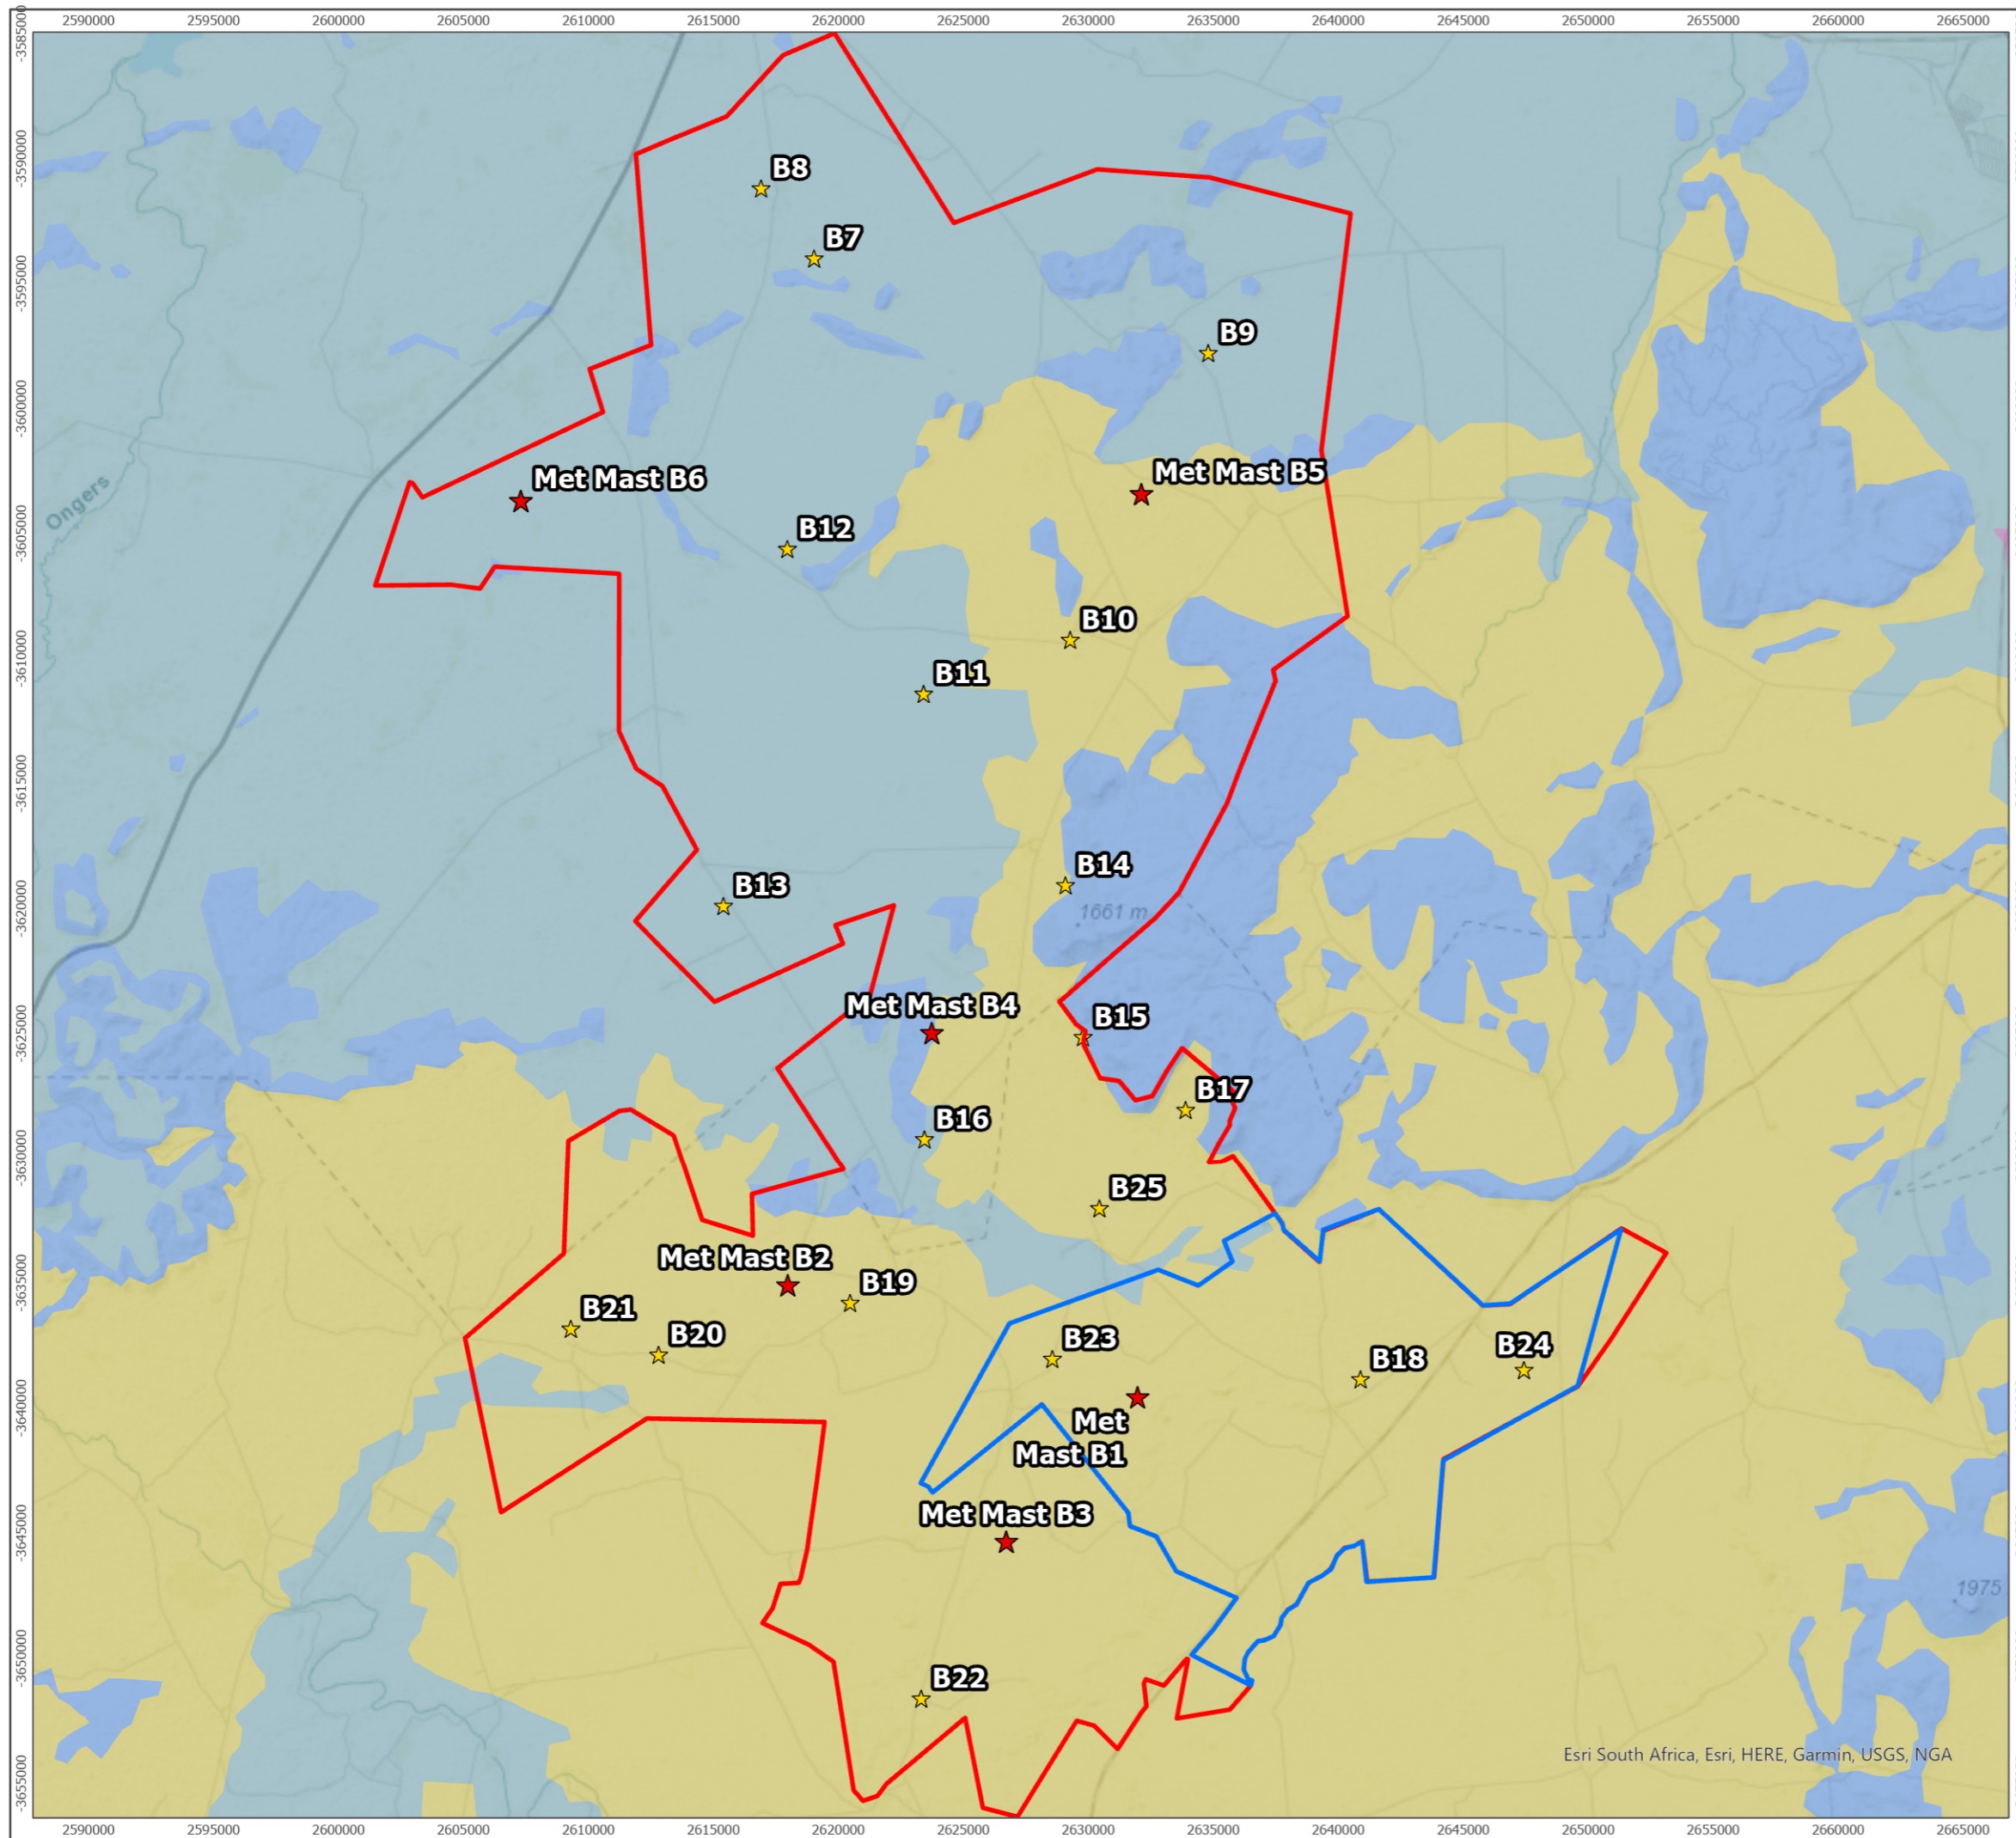 2590000 2595000 2600000 2605000 2610000 2615000 2620000 2625000 2630000 2635000 2640000 2645000 2650000 2655000 2660000 2665000
-3585000
-3590000
-3595000
-3600000
-3605000
-3610000
-3615000
-3620000
-3625000
-3630000
-3635000
-3640000
-3645000
-3650000
-3655000
B8
B7
B9
Met Mast B6
Met Mast B5
Ongers
B12
B10
B11
B14
B13
1661 m
Met Mast B4
B15
B17
B16
B25
Met Mast B2
B19
B21
B20
B23
B18
B24
Met
Mast B1
Met Mast B3
1975
B22
Esri South Africa, Esri, HERE, Garmin, USGS, NGA
2590000 2595000 2600000 2605000 2610000 2615000 2620000 2625000 2630000 2635000 2640000 2645000 2650000 2655000 2660000 2665000